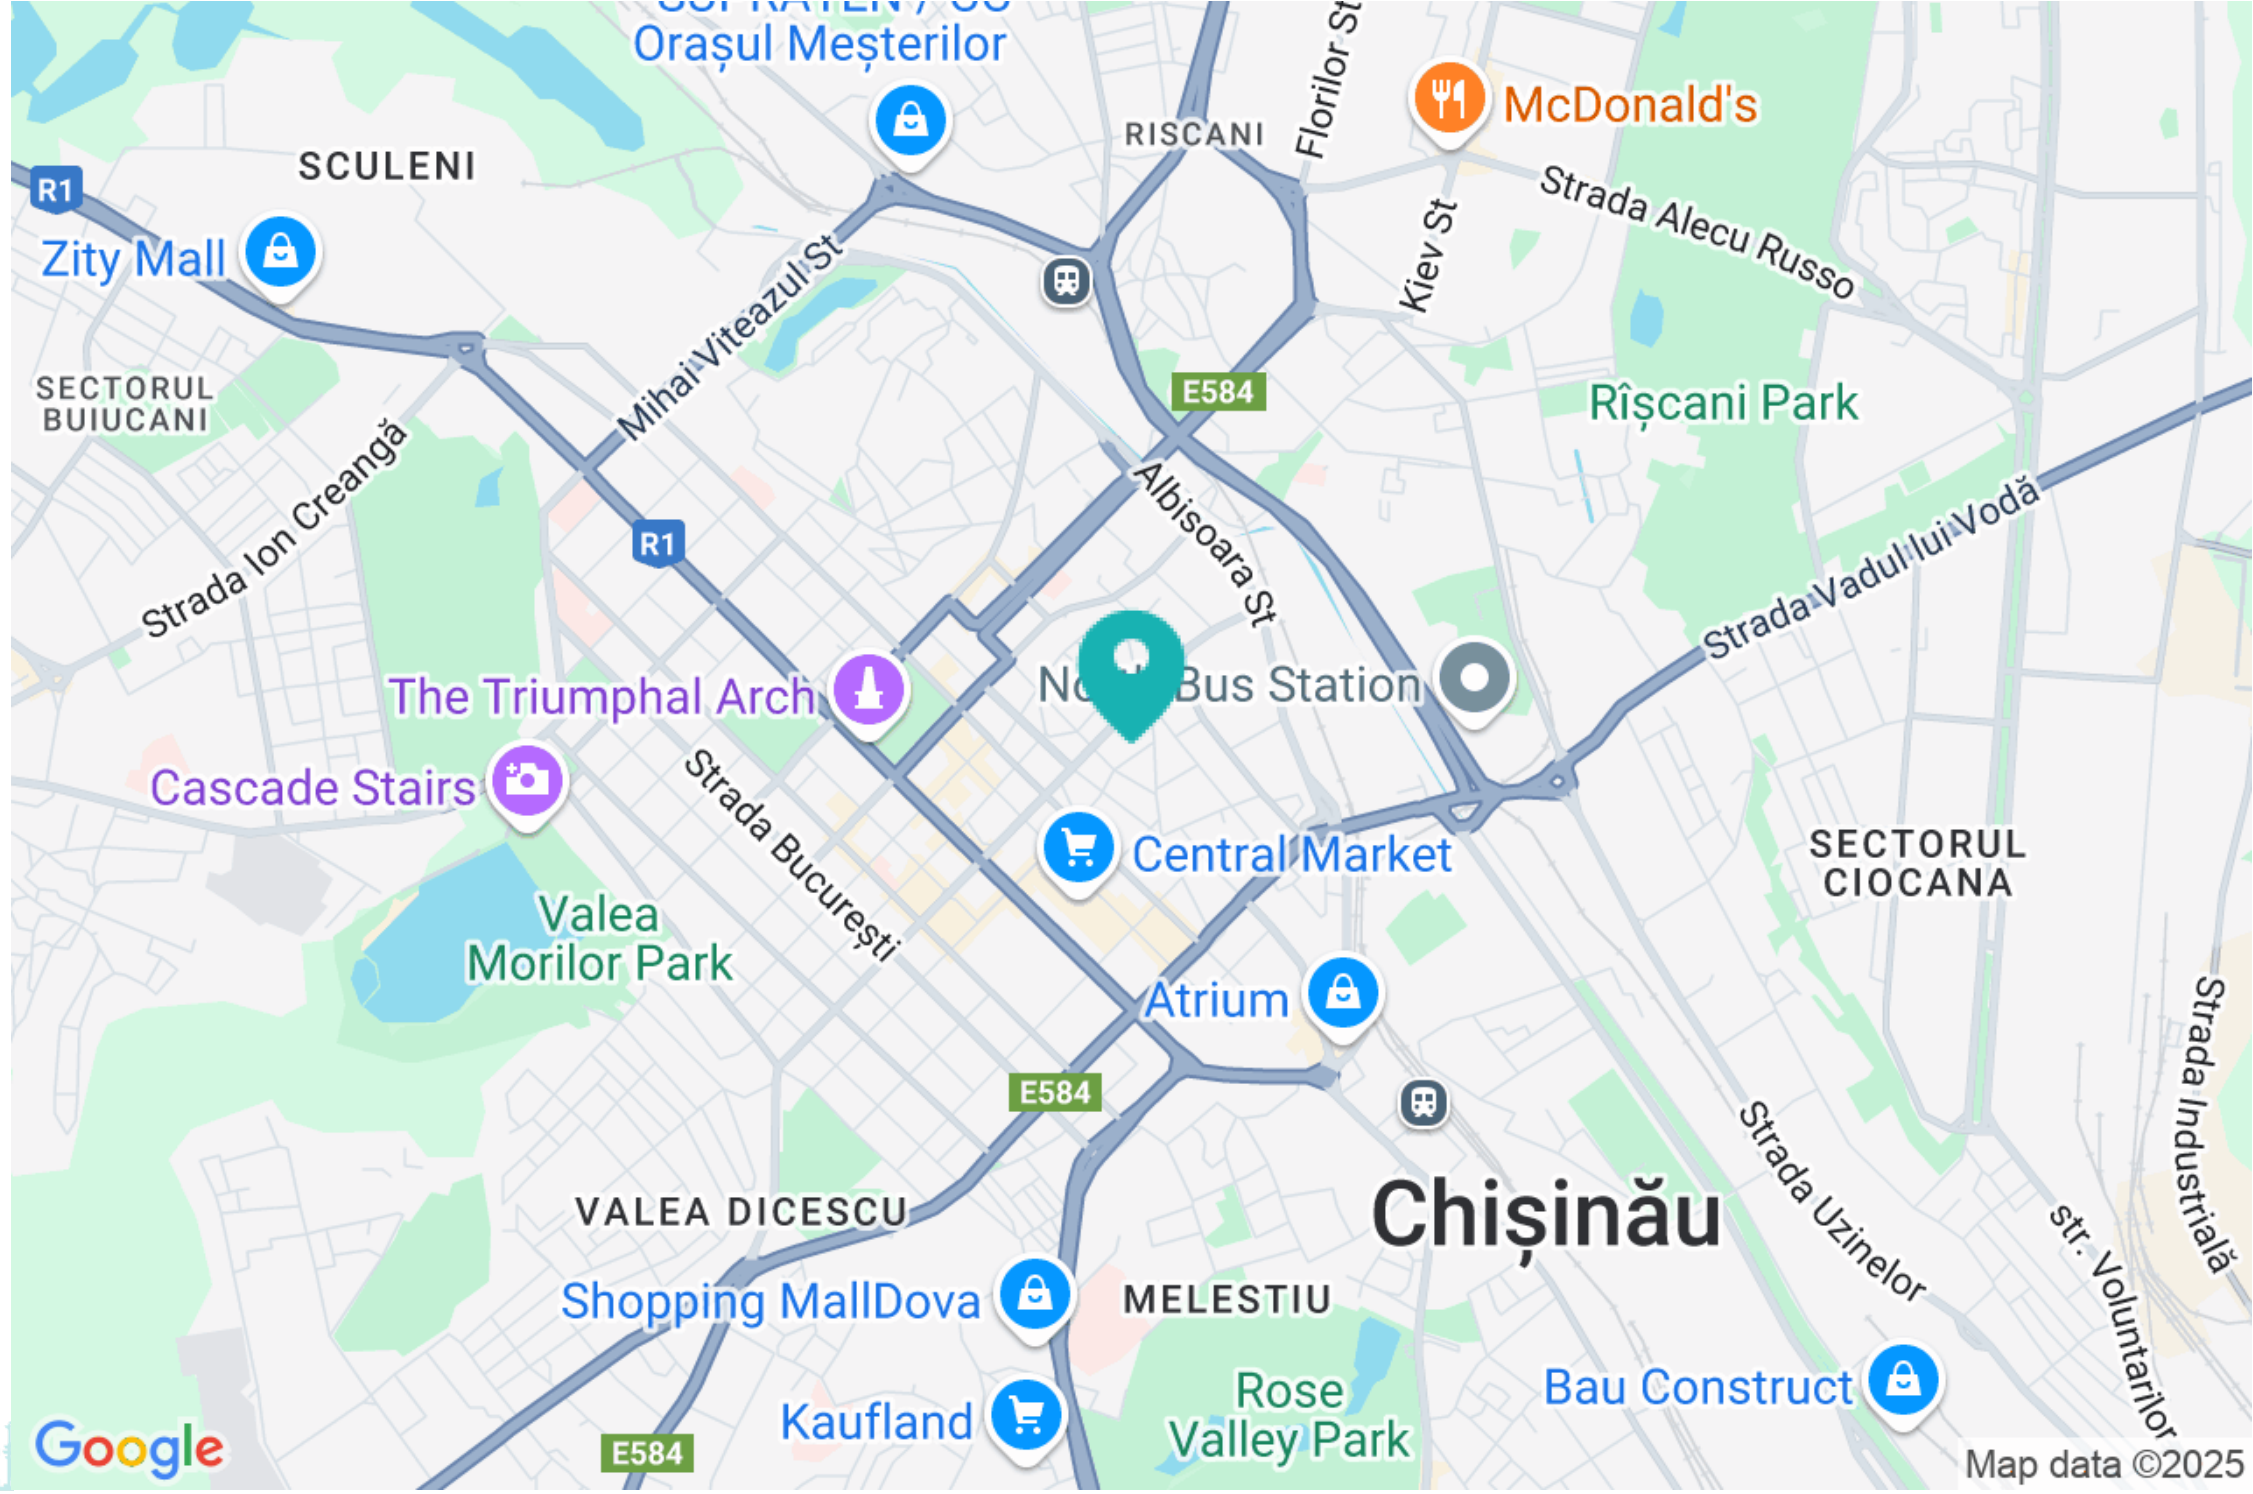 Orașul Meșterilor
RISCANI
Florilor St
McDonald's
SCULENI
R1
Zity Mall
Strada Alecu Russo
Kiev St
Mihai Viteazul St
SECTORUL
BUIUCANI
E584
Rîșcani Park
Strada Ion Creangă
R1
Albisoara St
Strada Vadul lui Vodă
The Triumphal Arch
Bus Station
Cascade Stairs
Strada București
Central Market
SECTORUL
CIOCANA
Valea
Morilor Park
Atrium
E584
Strada Industrială
Strada Uzinelor
VALEA DICESCU
Chișinău
str. Voluntarilor
Shopping MallDova
MELESTIU
Rose
Valley Park
Bau Construct
Kaufland
E584
Google
Map data ©2025